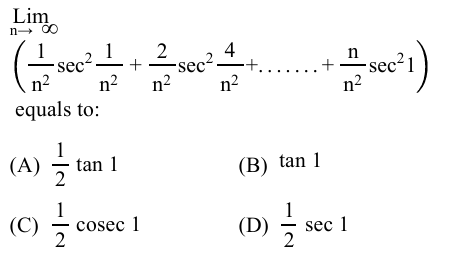 Lim
n→ ∞
(1/n² sec² 1/n² + 2/n² sec² 4/n² +.......+ n/n² sec² 1)
equals to:
(A) 1/2 tan 1 (B) tan 1
(C) 1/2 cosec 1 (D) 1/2 sec 1